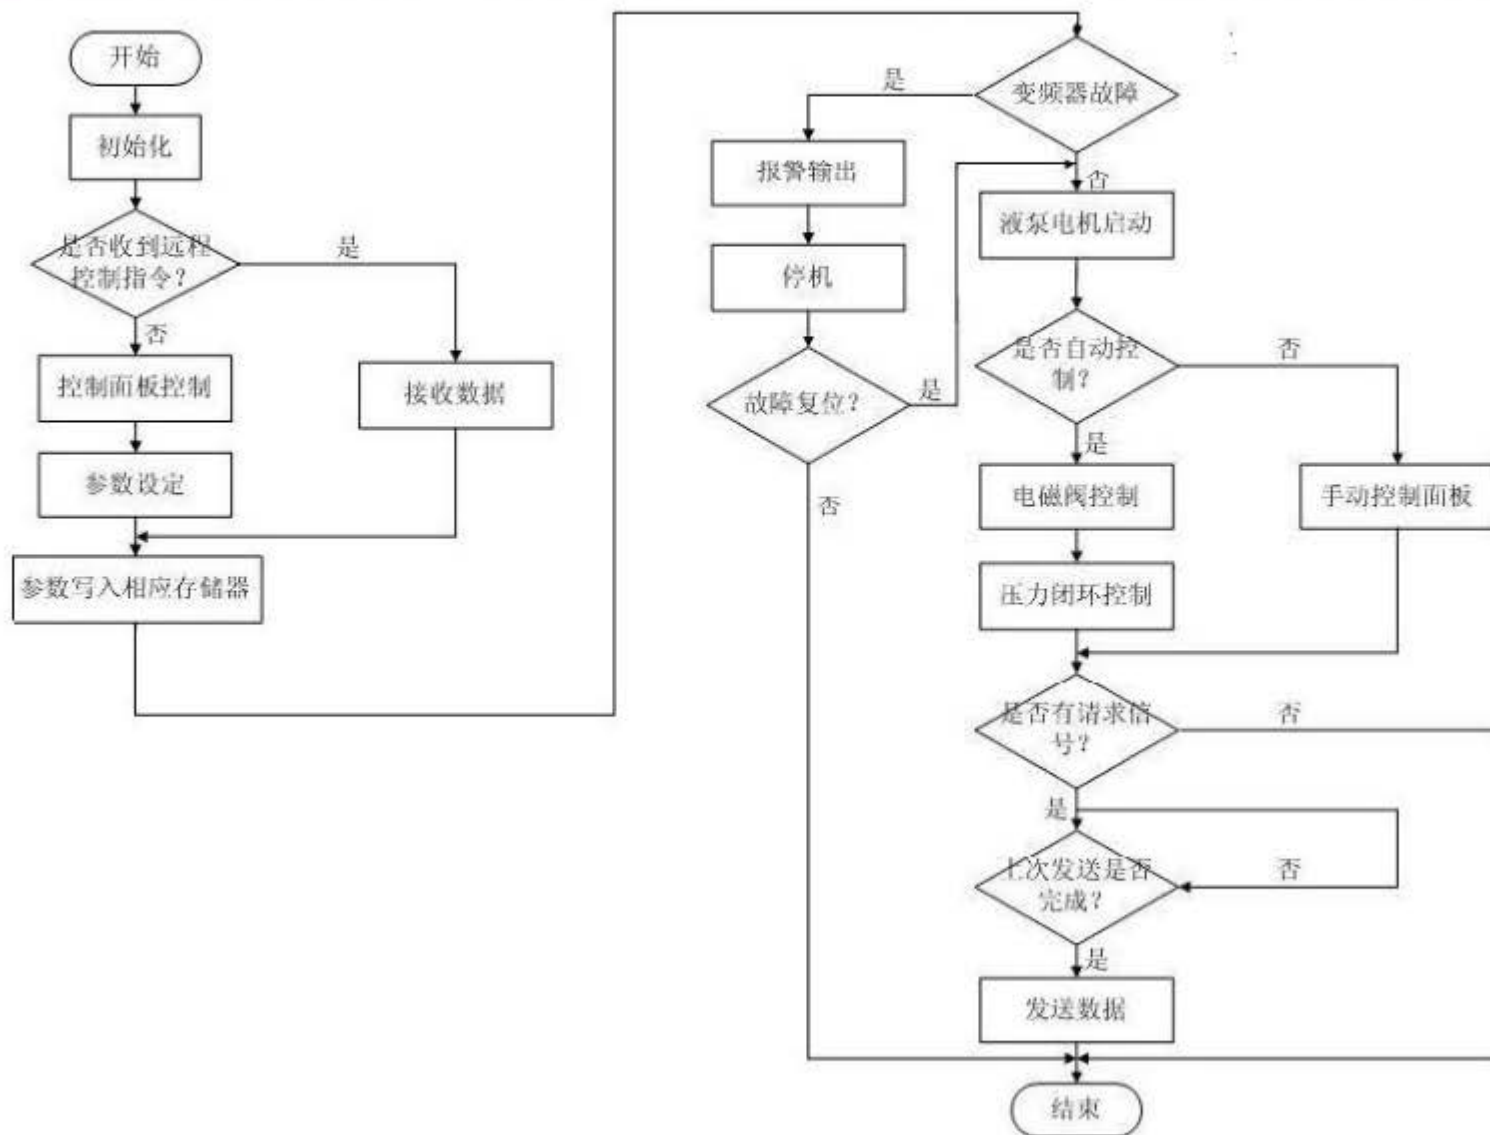 开始
初始化
是否收到远程
控制指令？
是
否
控制面板控制
接收数据
参数设定
参数写入相应存储器
变频器故障
是
报警输出
否
液泵电机启动
停机
是否自动控
制？
否
故障复位？
是
是
电磁阀控制
手动控制面板
否
压力闭环控制
是否有请求信
号？
否
是
上次发送是否
完成？
否
是
发送数据
结束